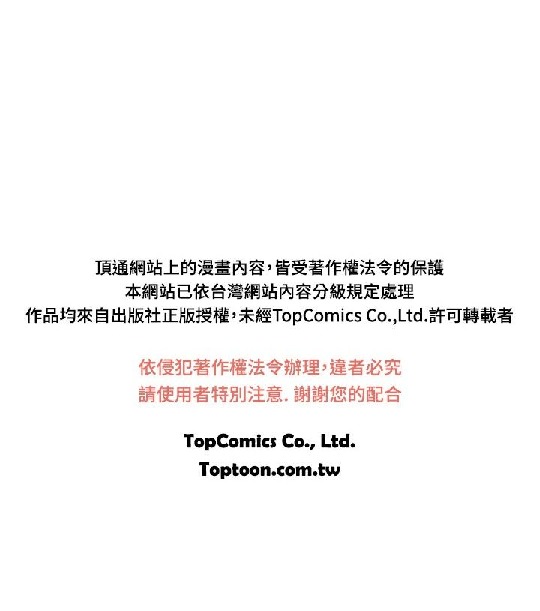 頂通網站上的漫畫內容,皆受著作權法令的保護
本網站已依台灣網站內容分級規定處理
作品均來自出版社正版授權,未經TopComics Co.,Ltd.許可轉載者
依侵犯著作權法令辦理,違者必究
請使用者特別注意. 謝謝您的配合
TopComics Co., Ltd.
Toptoon.com.tw